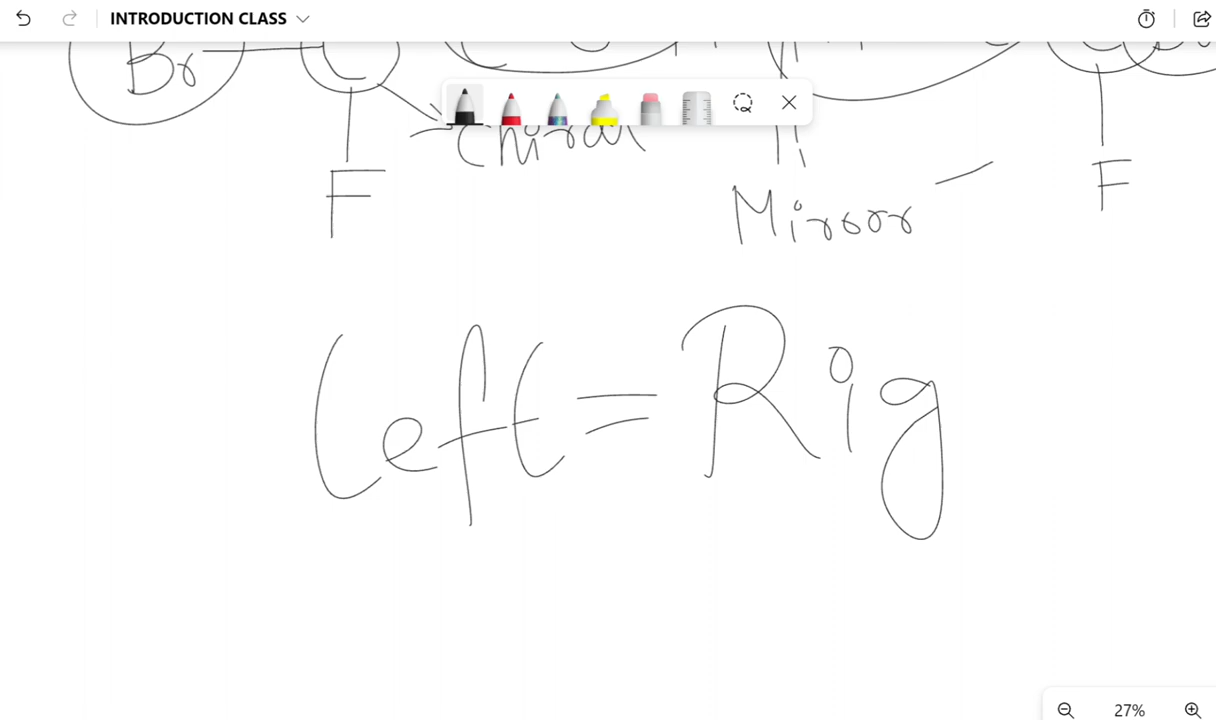 INTRODUCTION CLASS
Br C
Chiral
F F
Mirror
Left = Rig
27%